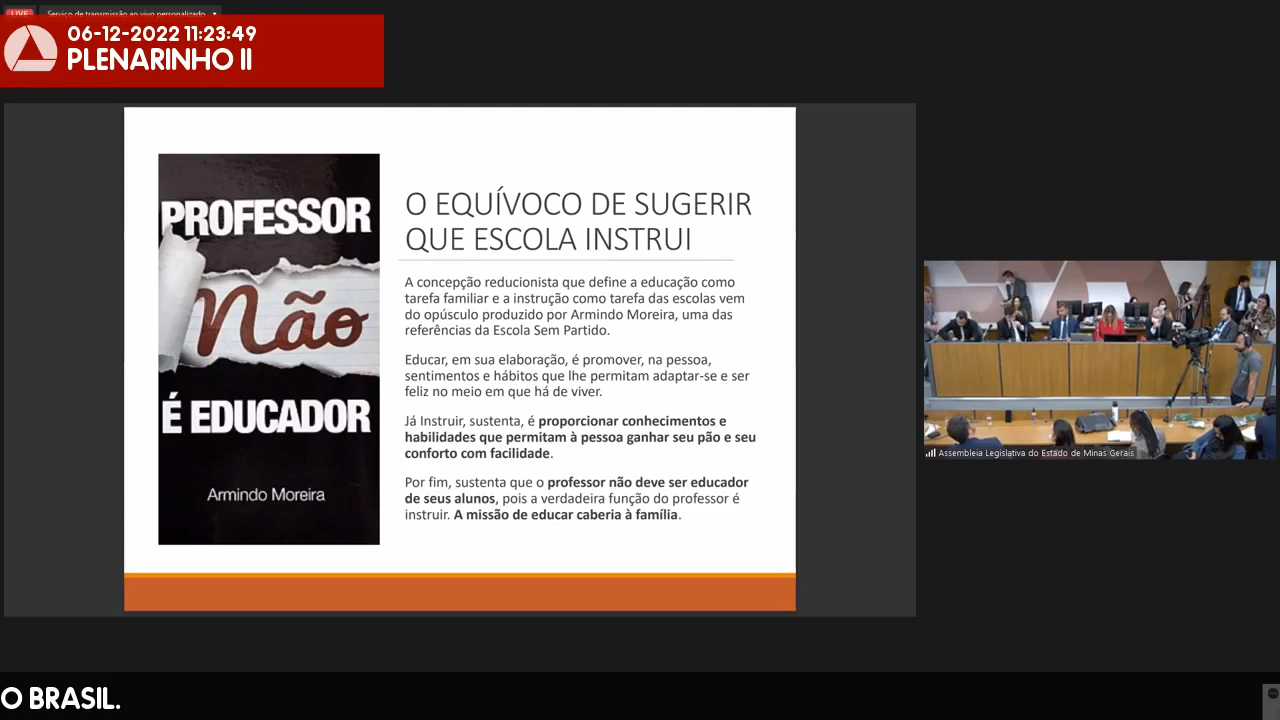 LIVE
Serviço de transmissão ao vivo personalizado
06-12-2022 11:23:49
PLENARINHO II
PROFESSOR
Não
É EDUCADOR
Armindo Moreira
O EQUÍVOCO DE SUGERIR
QUE ESCOLA INSTRUI
A concepção reducionista que define a educação como
tarefa familiar e a instrução como tarefa das escolas vem
do opúsculo produzido por Armindo Moreira, uma das
referências da Escola Sem Partido.
Educar, em sua elaboração, é promover, na pessoa,
sentimentos e hábitos que lhe permitam adaptar-se e ser
feliz no meio em que há de viver.
Já Instruir, sustenta, é proporcionar conhecimentos e
habilidades que permitam à pessoa ganhar seu pão e seu
conforto com facilidade.
Por fim, sustenta que o professor não deve ser educador
de seus alunos, pois a verdadeira função do professor é
instruir. A missão de educar caberia à família.
Assembleia Legislativa do Estado de Minas Gerais
O BRASIL.